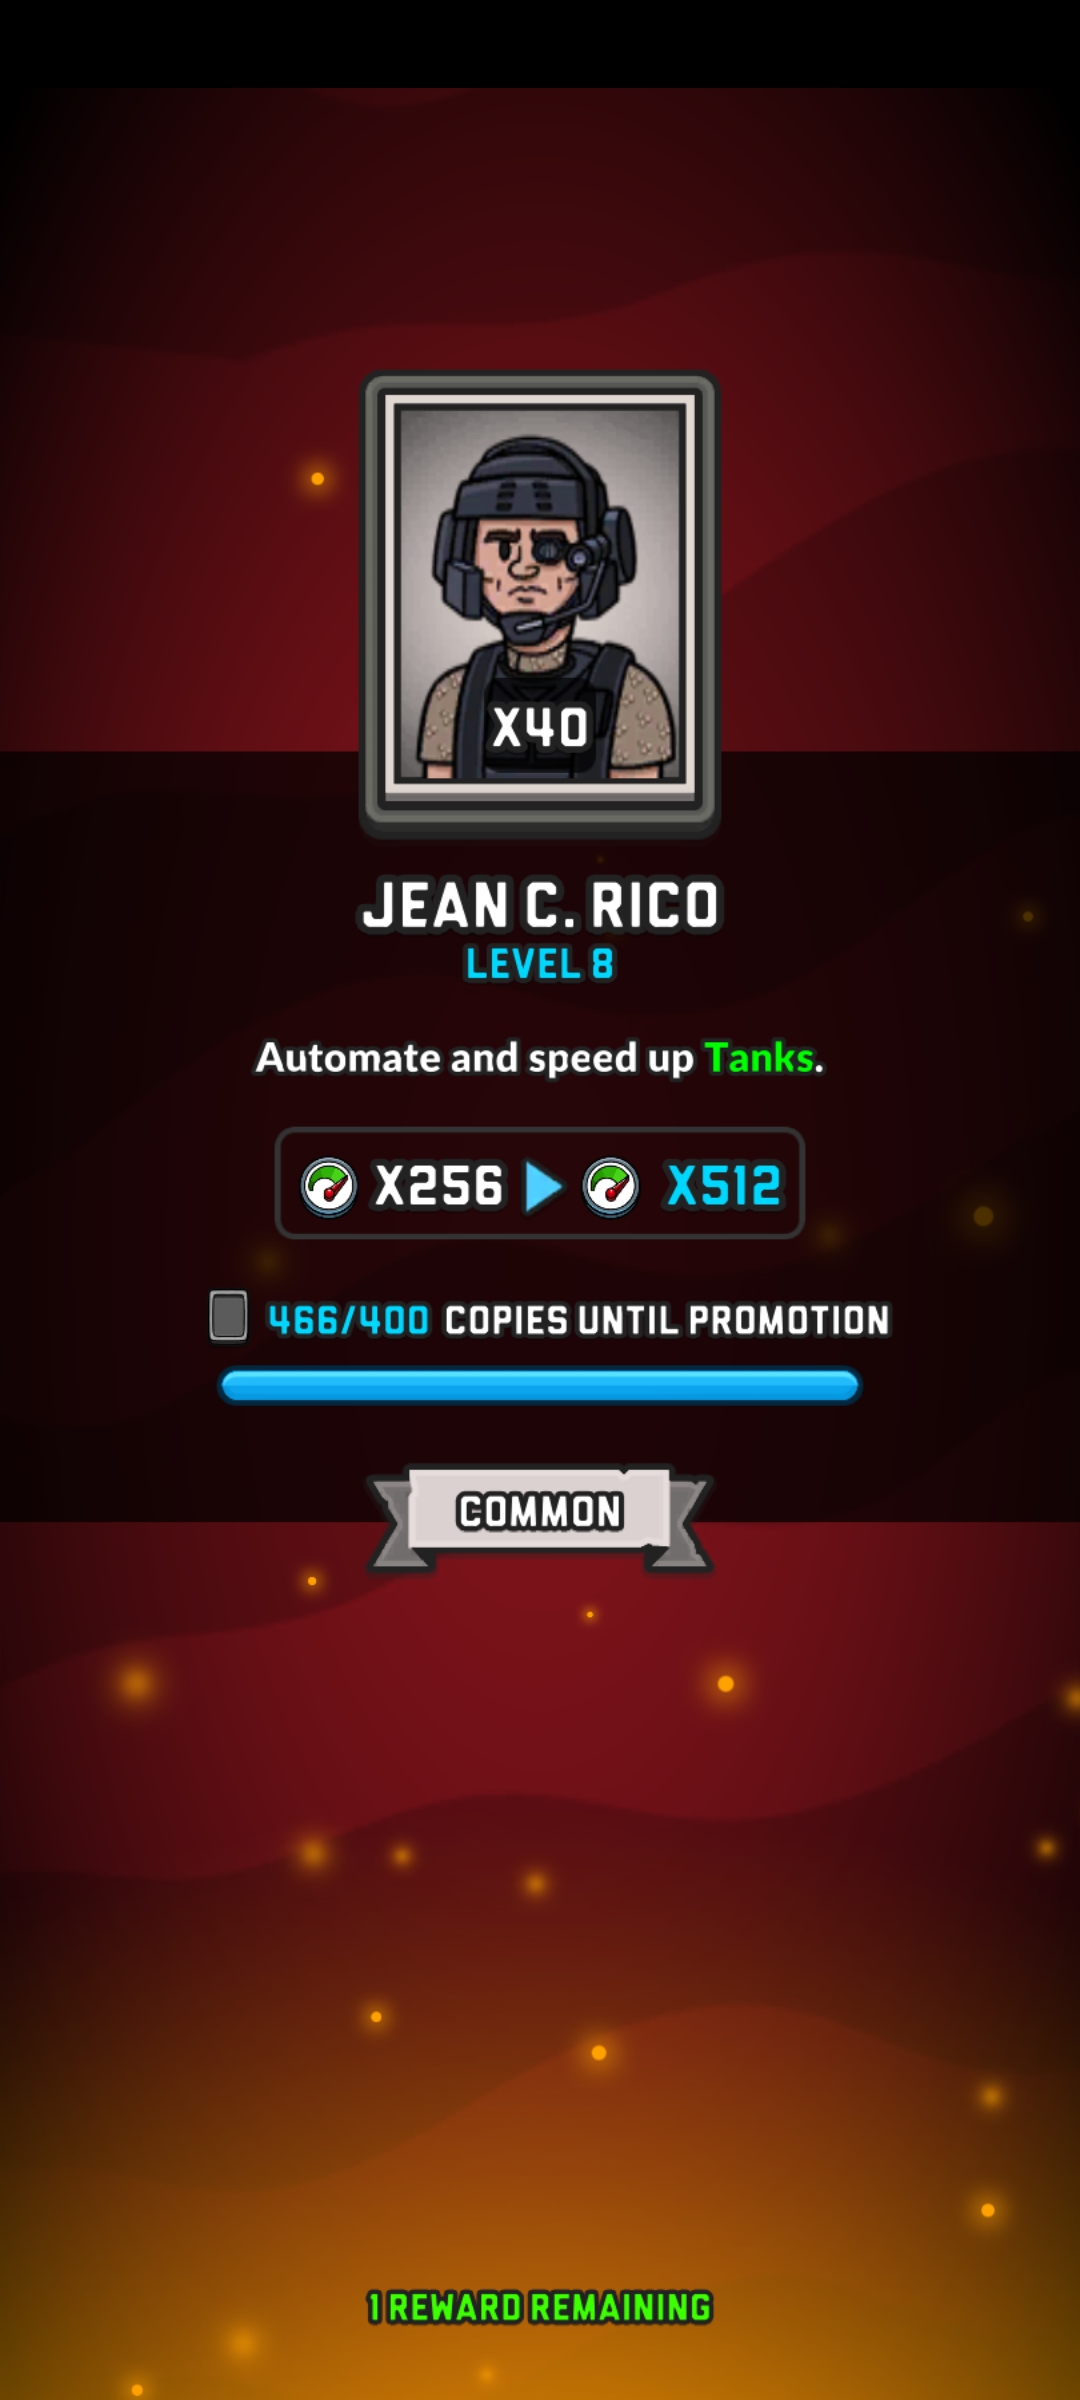 X40
JEAN C. RICO
LEVEL 8
Automate and speed up Tanks.
X256 X512
466/400 COPIES UNTIL PROMOTION
COMMON
1 REWARD REMAINING